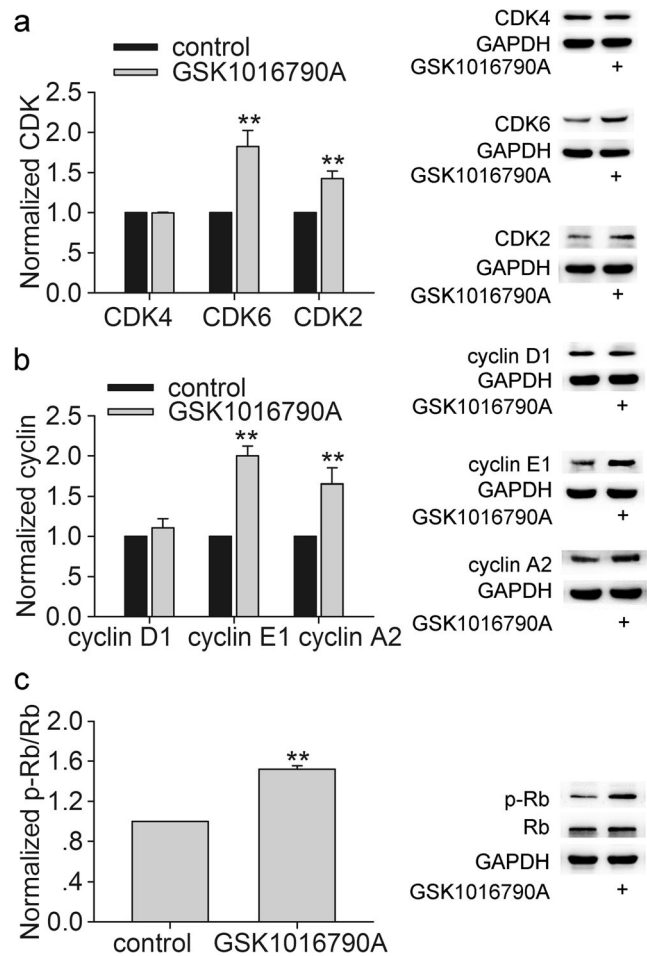 a
control
GSK1016790A
Normalized CDK
2.5
2.0
1.5
1.0
.5
0.0
**
**
CDK4 CDK6 CDK2
CDK4
GAPDH
GSK1016790A +
CDK6
GAPDH
GSK1016790A +
CDK2
GAPDH
GSK1016790A +
b
control
GSK1016790A
Normalized cyclin
2.5
2.0
1.5
1.0
.5
0.0
**
**
cyclin D1 cyclin E1 cyclin A2
cyclin D1
GAPDH
GSK1016790A +
cyclin E1
GAPDH
GSK1016790A +
cyclin A2
GAPDH
GSK1016790A +
c
Normalized p-Rb/Rb
2.0
1.6
1.2
.8
.4
0.0
**
control GSK1016790A
p-Rb
Rb
GAPDH
GSK1016790A +